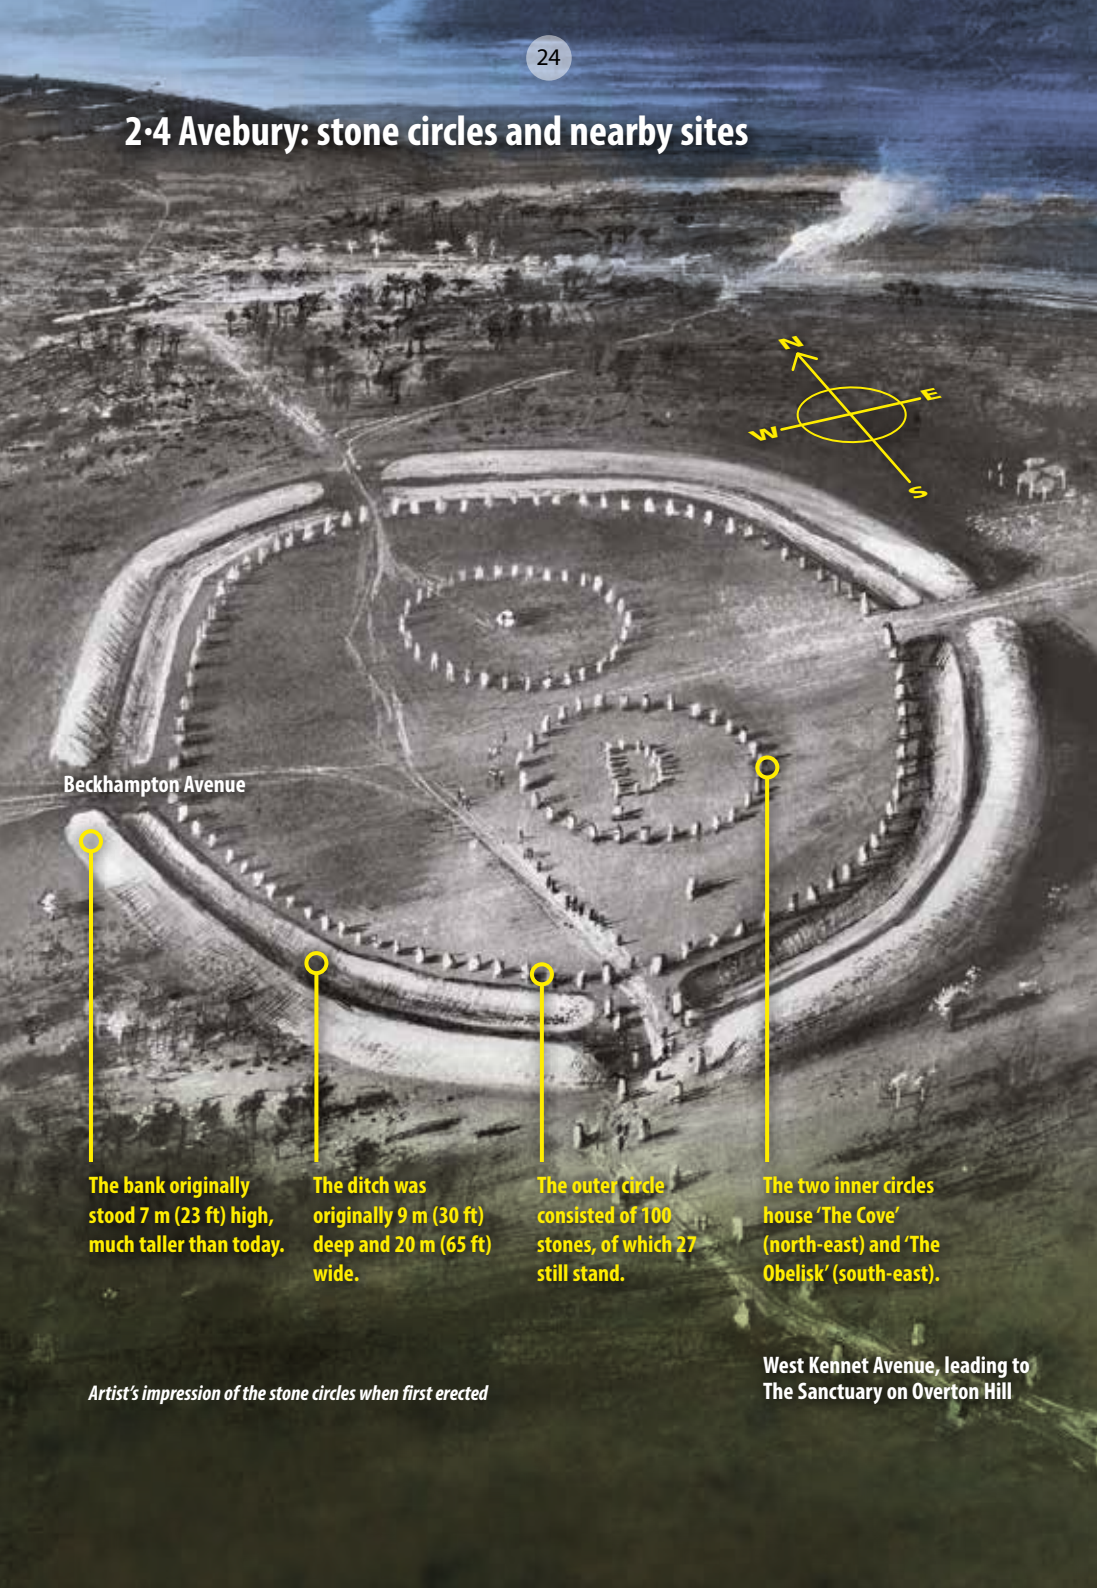 24
2·4 Avebury: stone circles and nearby sites
N
E
W
S
Beckhampton Avenue
The bank originally
stood 7 m (23 ft) high,
much taller than today.
The ditch was
originally 9 m (30 ft)
deep and 20 m (65 ft)
wide.
The outer circle
consisted of 100
stones, of which 27
still stand.
The two inner circles
house ‘The Cove’
(north-east) and ‘The
Obelisk’ (south-east).
West Kennet Avenue, leading to
The Sanctuary on Overton Hill
Artist’s impression of the stone circles when first erected